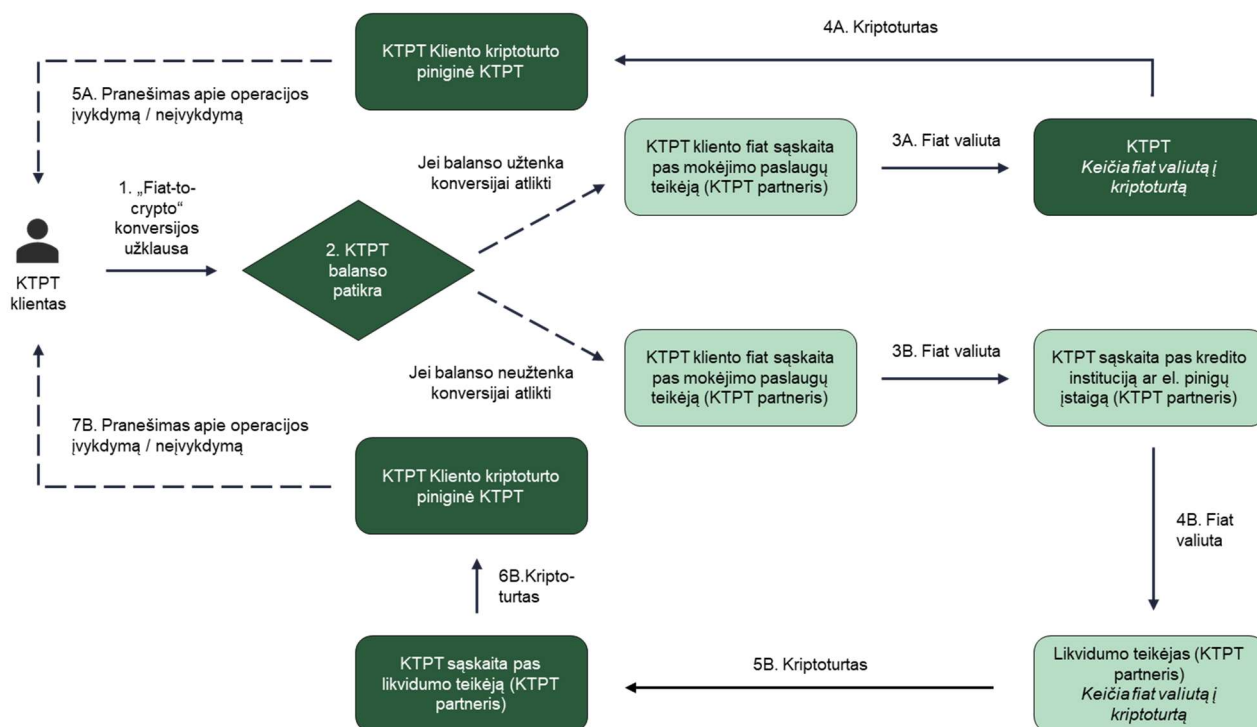 4A. Kriptoturtas
KTPT Kliento kriptoturto
piniginė KTPT
5A. Pranešimas apie operacijos
įvykdymą / neįvykdymą
Jei balanso užtenka
konversijai atlikti
KTPT kliento fiat sąskaita
pas mokėjimo paslaugų
teikėją (KTPT partneris)
3A. Fiat valiuta
KTPT
Keičia fiat valiutą į
kriptoturtą
1. „Fiat-to-
crypto“
konversijos
užklausa
2. KTPT
balanso
patikra
KTPT
klientas
Jei balanso neužtenka
konversijai atlikti
KTPT kliento fiat sąskaita
pas mokėjimo paslaugų
teikėją (KTPT partneris)
3B. Fiat valiuta
KTPT sąskaita pas kredito
instituciją ar el. pinigų
įstaigą (KTPT partneris)
7B. Pranešimas apie operacijos
įvykdymą / neįvykdymą
KTPT Kliento kriptoturto
piniginė KTPT
4B. Fiat
valiuta
6B.Kripto-
turtas
KTPT sąskaita pas
likvidumo teikėją (KTPT
partneris)
5B. Kriptoturtas
Likvidumo teikėjas (KTPT
partneris)
Keičia fiat valiutą į
kriptoturtą